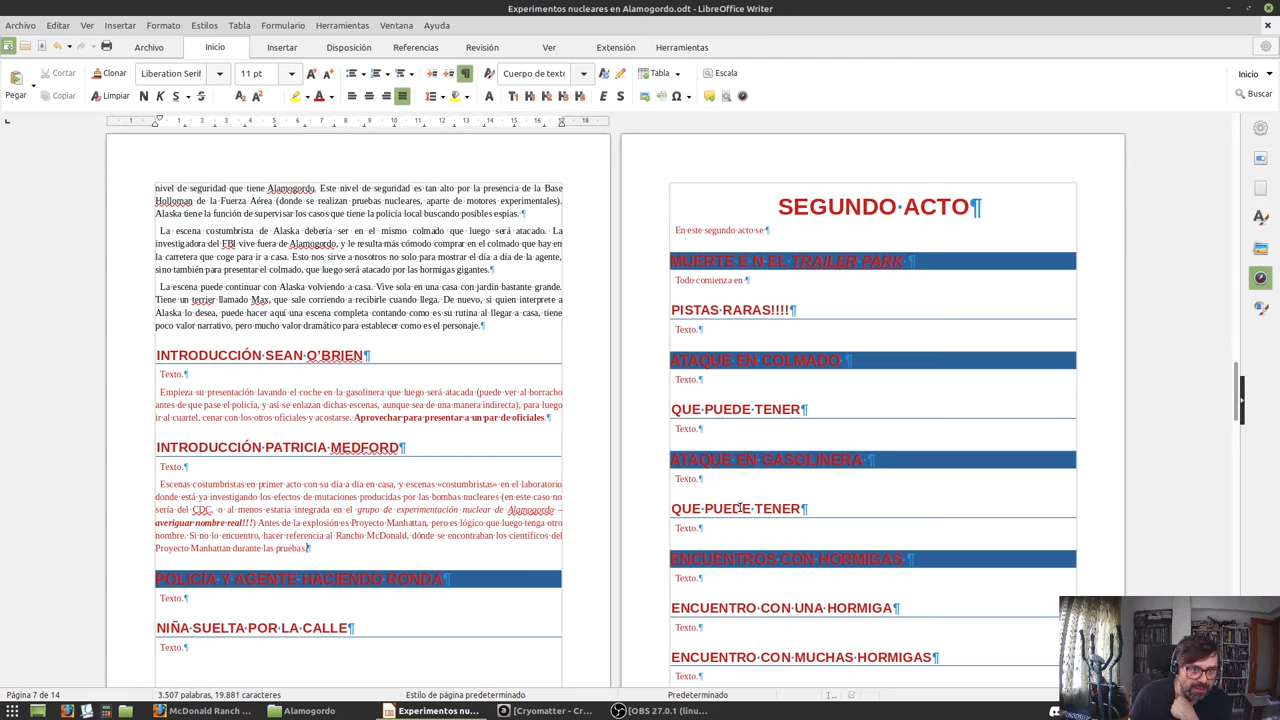 Experimentos nucleares en Alamogordo.odt - LibreOffice Writer
Archivo Editar Ver Insertar Formato Estilos Tabla Formulario Herramientas Ventana Ayuda
Archivo Inicio Insertar Disposición Referencias Revisión Ver Extensión Herramientas
Cortar Clonar Liberation Serif 11 pt Cuerpo de texto Tabla Escala Inicio
Pegar Copiar Limpiar Buscar
nivel de seguridad que tiene Alamogordo. Este nivel de seguridad es tan alto por la presencia de la Base
Holloman de la Fuerza Aérea (donde se realizan pruebas nucleares, aparte de motores experimentales).
Alaska tiene la función de supervisar los casos que tiene la policía local buscando posibles espías. ¶
La escena costumbrista de Alaska debería ser en el mismo colmado que luego será atacado. La
investigadora del FBI vive fuera de Alamogordo, y le resulta más cómodo comprar en el colmado que hay en
la carretera que coge para ir a casa. Esto nos sirve a nosotros no solo para mostrar el día a día de la agente,
sino también para presentar el colmado, que luego será atacado por las hormigas gigantes.¶
La escena puede continuar con Alaska volviendo a casa. Vive sola en una casa con jardín bastante grande.
Tiene un terrier llamado Max, que sale corriendo a recibirle cuando llega. De nuevo, si quien interprete a
Alaska lo desea, puede hacer aquí una escena completa contando como es su rutina al llegar a casa, tiene
poco valor narrativo, pero mucho valor dramático para establecer como es el personaje.¶
INTRODUCCIÓN SEAN O’BRIEN¶
Texto.¶
Empieza su presentación lavando el coche en la gasolinera que luego será atacada (puede ver al borracho
antes de que pase el policía, y así se enlazan dichas escenas, aunque sea de una manera indirecta), para luego
ir al cuartel, cenar con los otros oficiales y acostarse. Aprovechar para presentar a un par de oficiales.¶
INTRODUCCIÓN PATRICIA MEDFORD¶
Texto.¶
Escenas costumbristas en primer acto con su día a día en casa, y escenas «costumbristas» en el laboratorio
donde está ya investigando los efectos de mutaciones producidas por las bombas nucleares (en este caso no
sería del CDC, o al menos estaría integrada en el grupo de experimentación nuclear de Alamogordo –
averiguar nombre real!!!) Antes de la explosión es Proyecto Manhattan, pero es lógico que luego tenga otro
nombre. Si no lo encuentro, hacer referencia al Rancho McDonald, dónde se encontraban los científicos del
Proyecto Manhattan durante las pruebas.¶
POLICÍA Y AGENTE HACIENDO RONDA¶
Texto.¶
NIÑA SUELTA POR LA CALLE¶
Texto.¶
SEGUNDO ACTO¶
En este segundo acto se ¶
MUERTE E N EL TRAILER PARK ¶
Todo comienza en ¶
PISTAS RARAS!!!!¶
Texto.¶
ATAQUE EN COLMADO ¶
Texto.¶
QUE PUEDE TENER¶
Texto.¶
ATAQUE EN GASOLINERA ¶
Texto.¶
QUE PUEDE TENER¶
Texto.¶
ENCUENTROS CON HORMIGAS ¶
Texto.¶
ENCUENTRO CON UNA HORMIGA¶
Texto.¶
ENCUENTRO CON MUCHAS HORMIGAS¶
Texto.¶
Página 7 de 14 3.507 palabras, 19.881 caracteres Estilo de página predeterminado Predeterminado
McDonald Ranch ... Alamogordo Experimentos nu... [Cryomatter - Cr... [OBS 27.0.1 (linu...